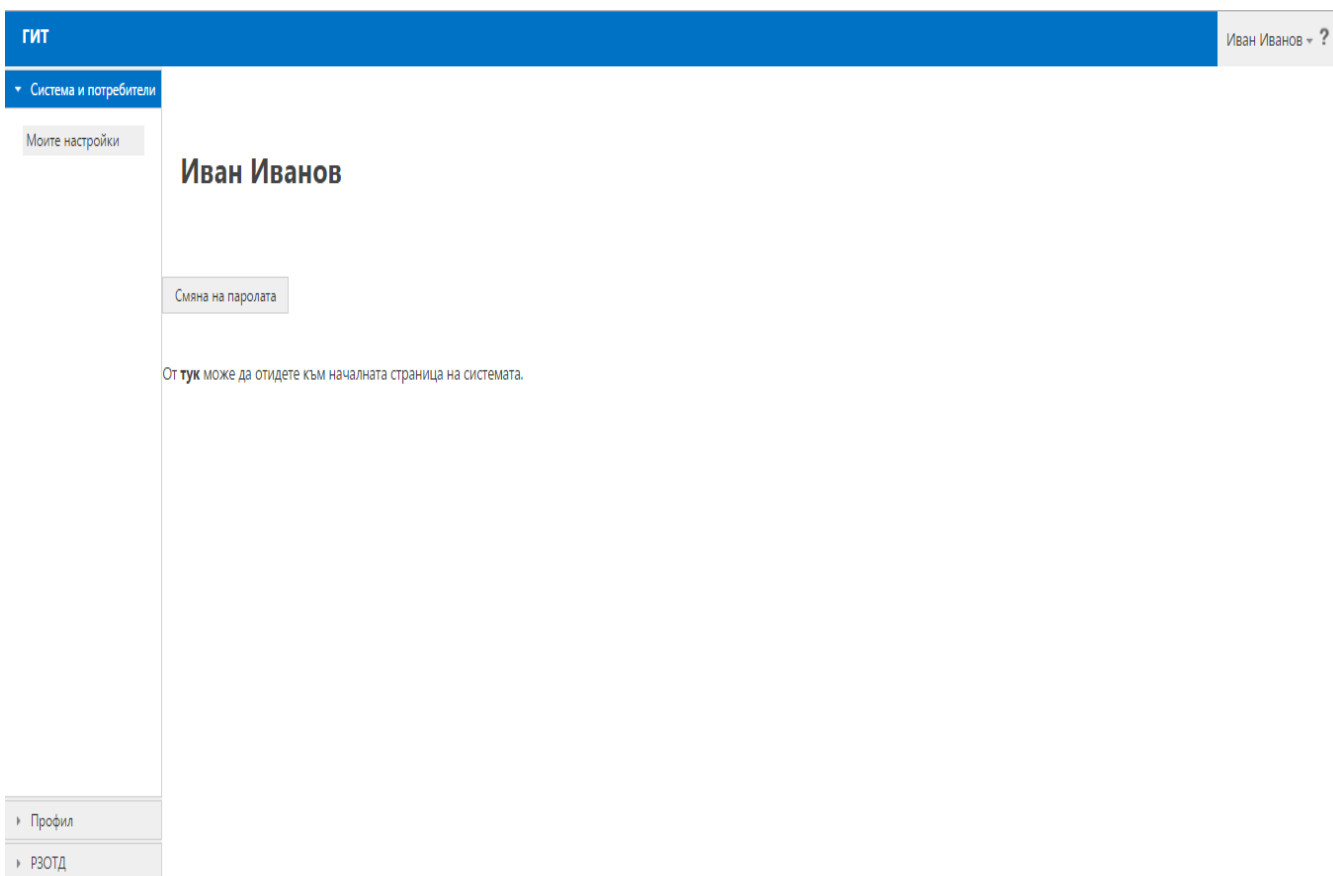 ГИТ
Иван Иванов ?
Система и потребители
Моите настройки
Иван Иванов
Смяна на паролата
От тук може да отидете към началната страница на системата.
Профил
РЗОТД